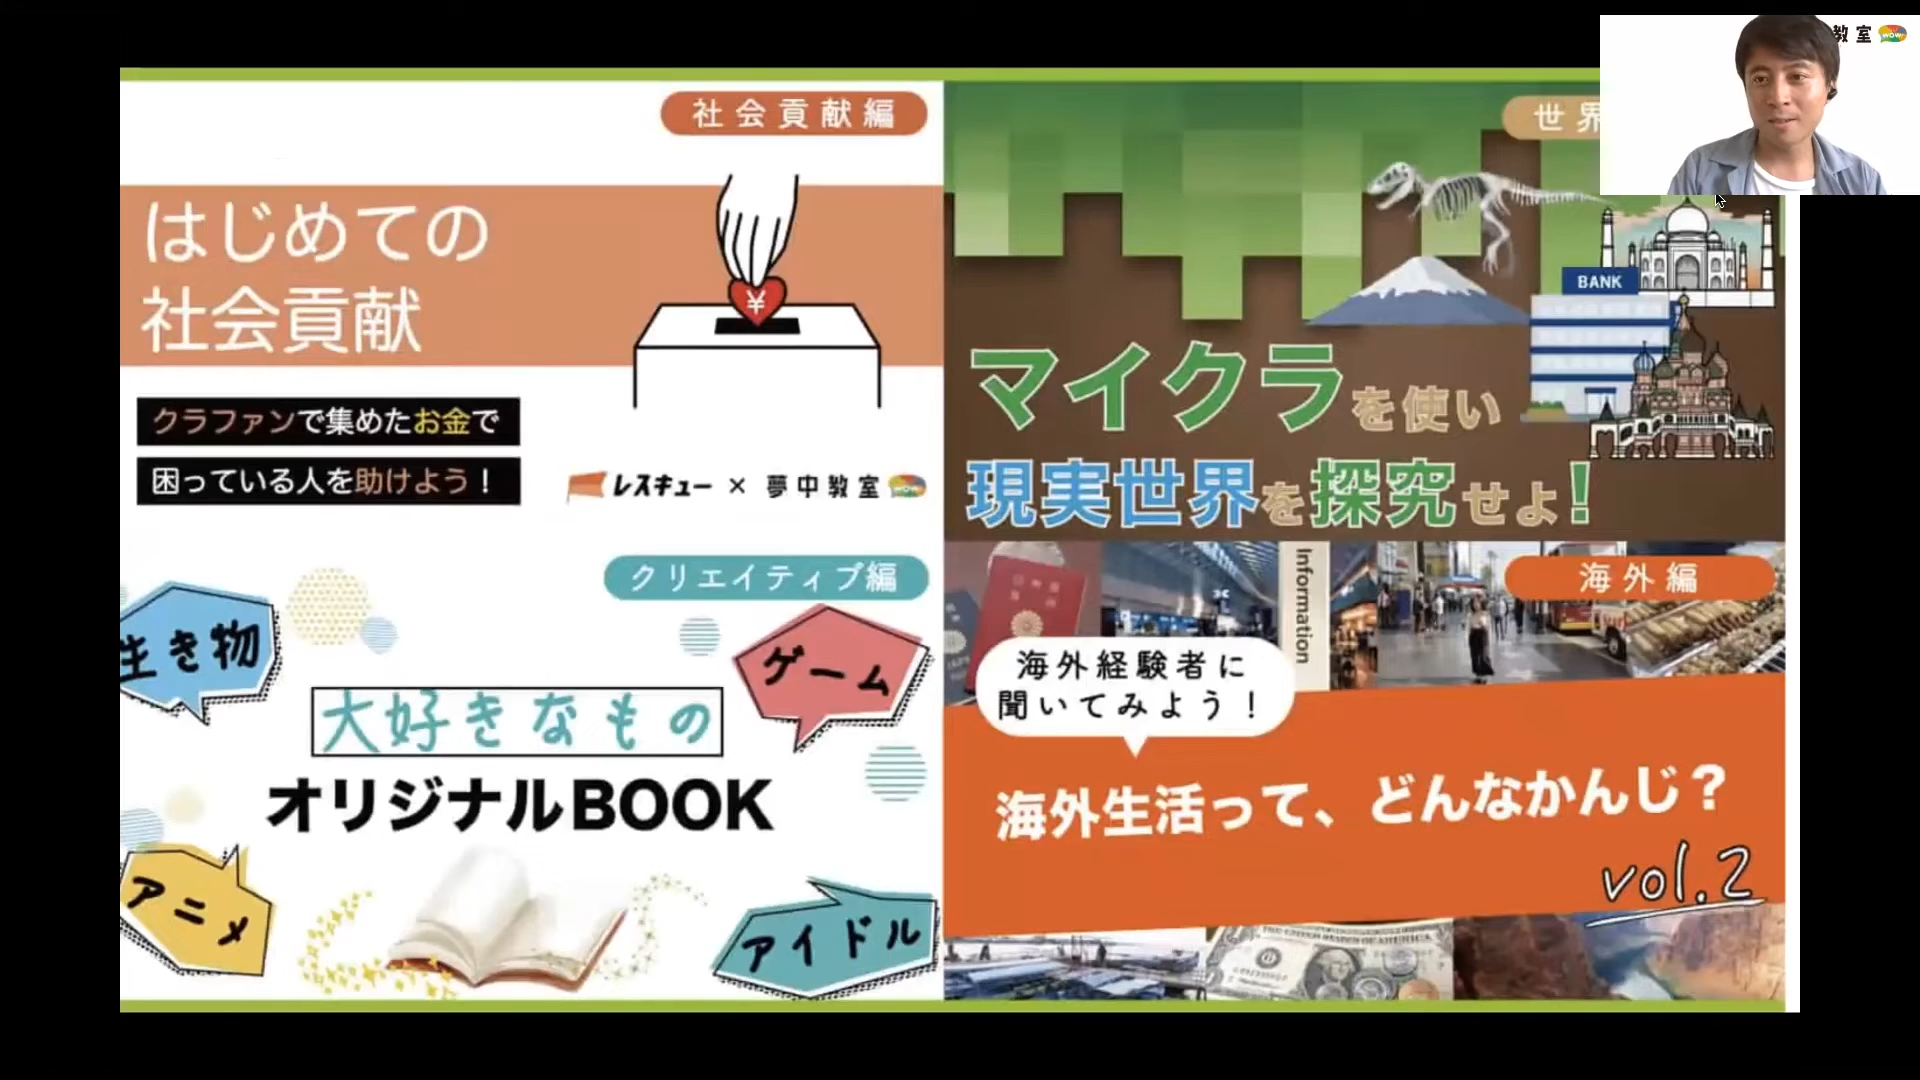 教室
wow!
社会貢献編
はじめての
社会貢献
¥
クラファンで集めたお金で
困っている人を助けよう！
レスキュー × 夢中教室
wow!
世界
BANK
マイクラを使い
現実世界を探究せよ！
クリエイティブ編
生き物
ゲーム
大好きなもの
オリジナルBOOK
アニメ
アイドル
海外編
Information
海外経験者に
聞いてみよう！
海外生活って、どんなかんじ？
vol.2